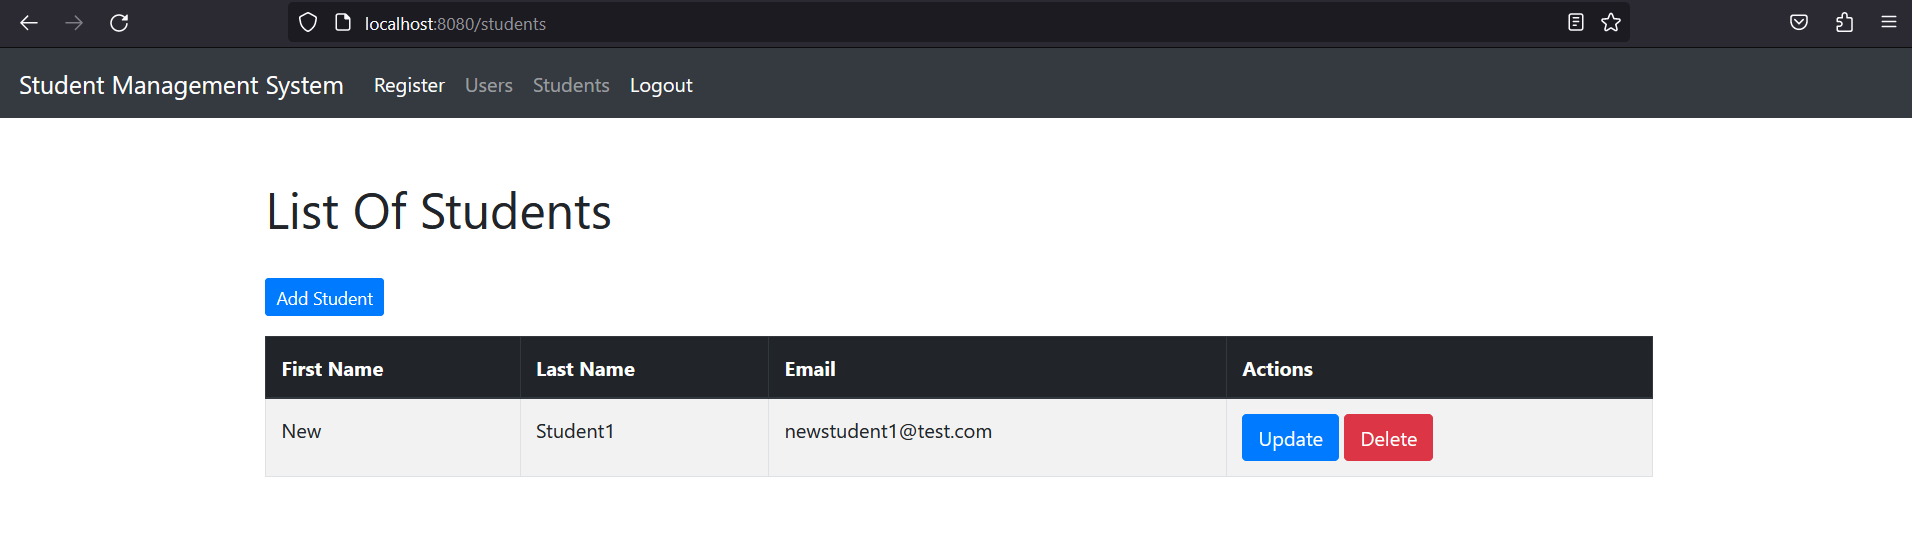 localhost:8080/students
Student Management System Register Users Students Logout
List Of Students
Add Student
First Name Last Name Email Actions
New Student1 newstudent1@test.com Update Delete